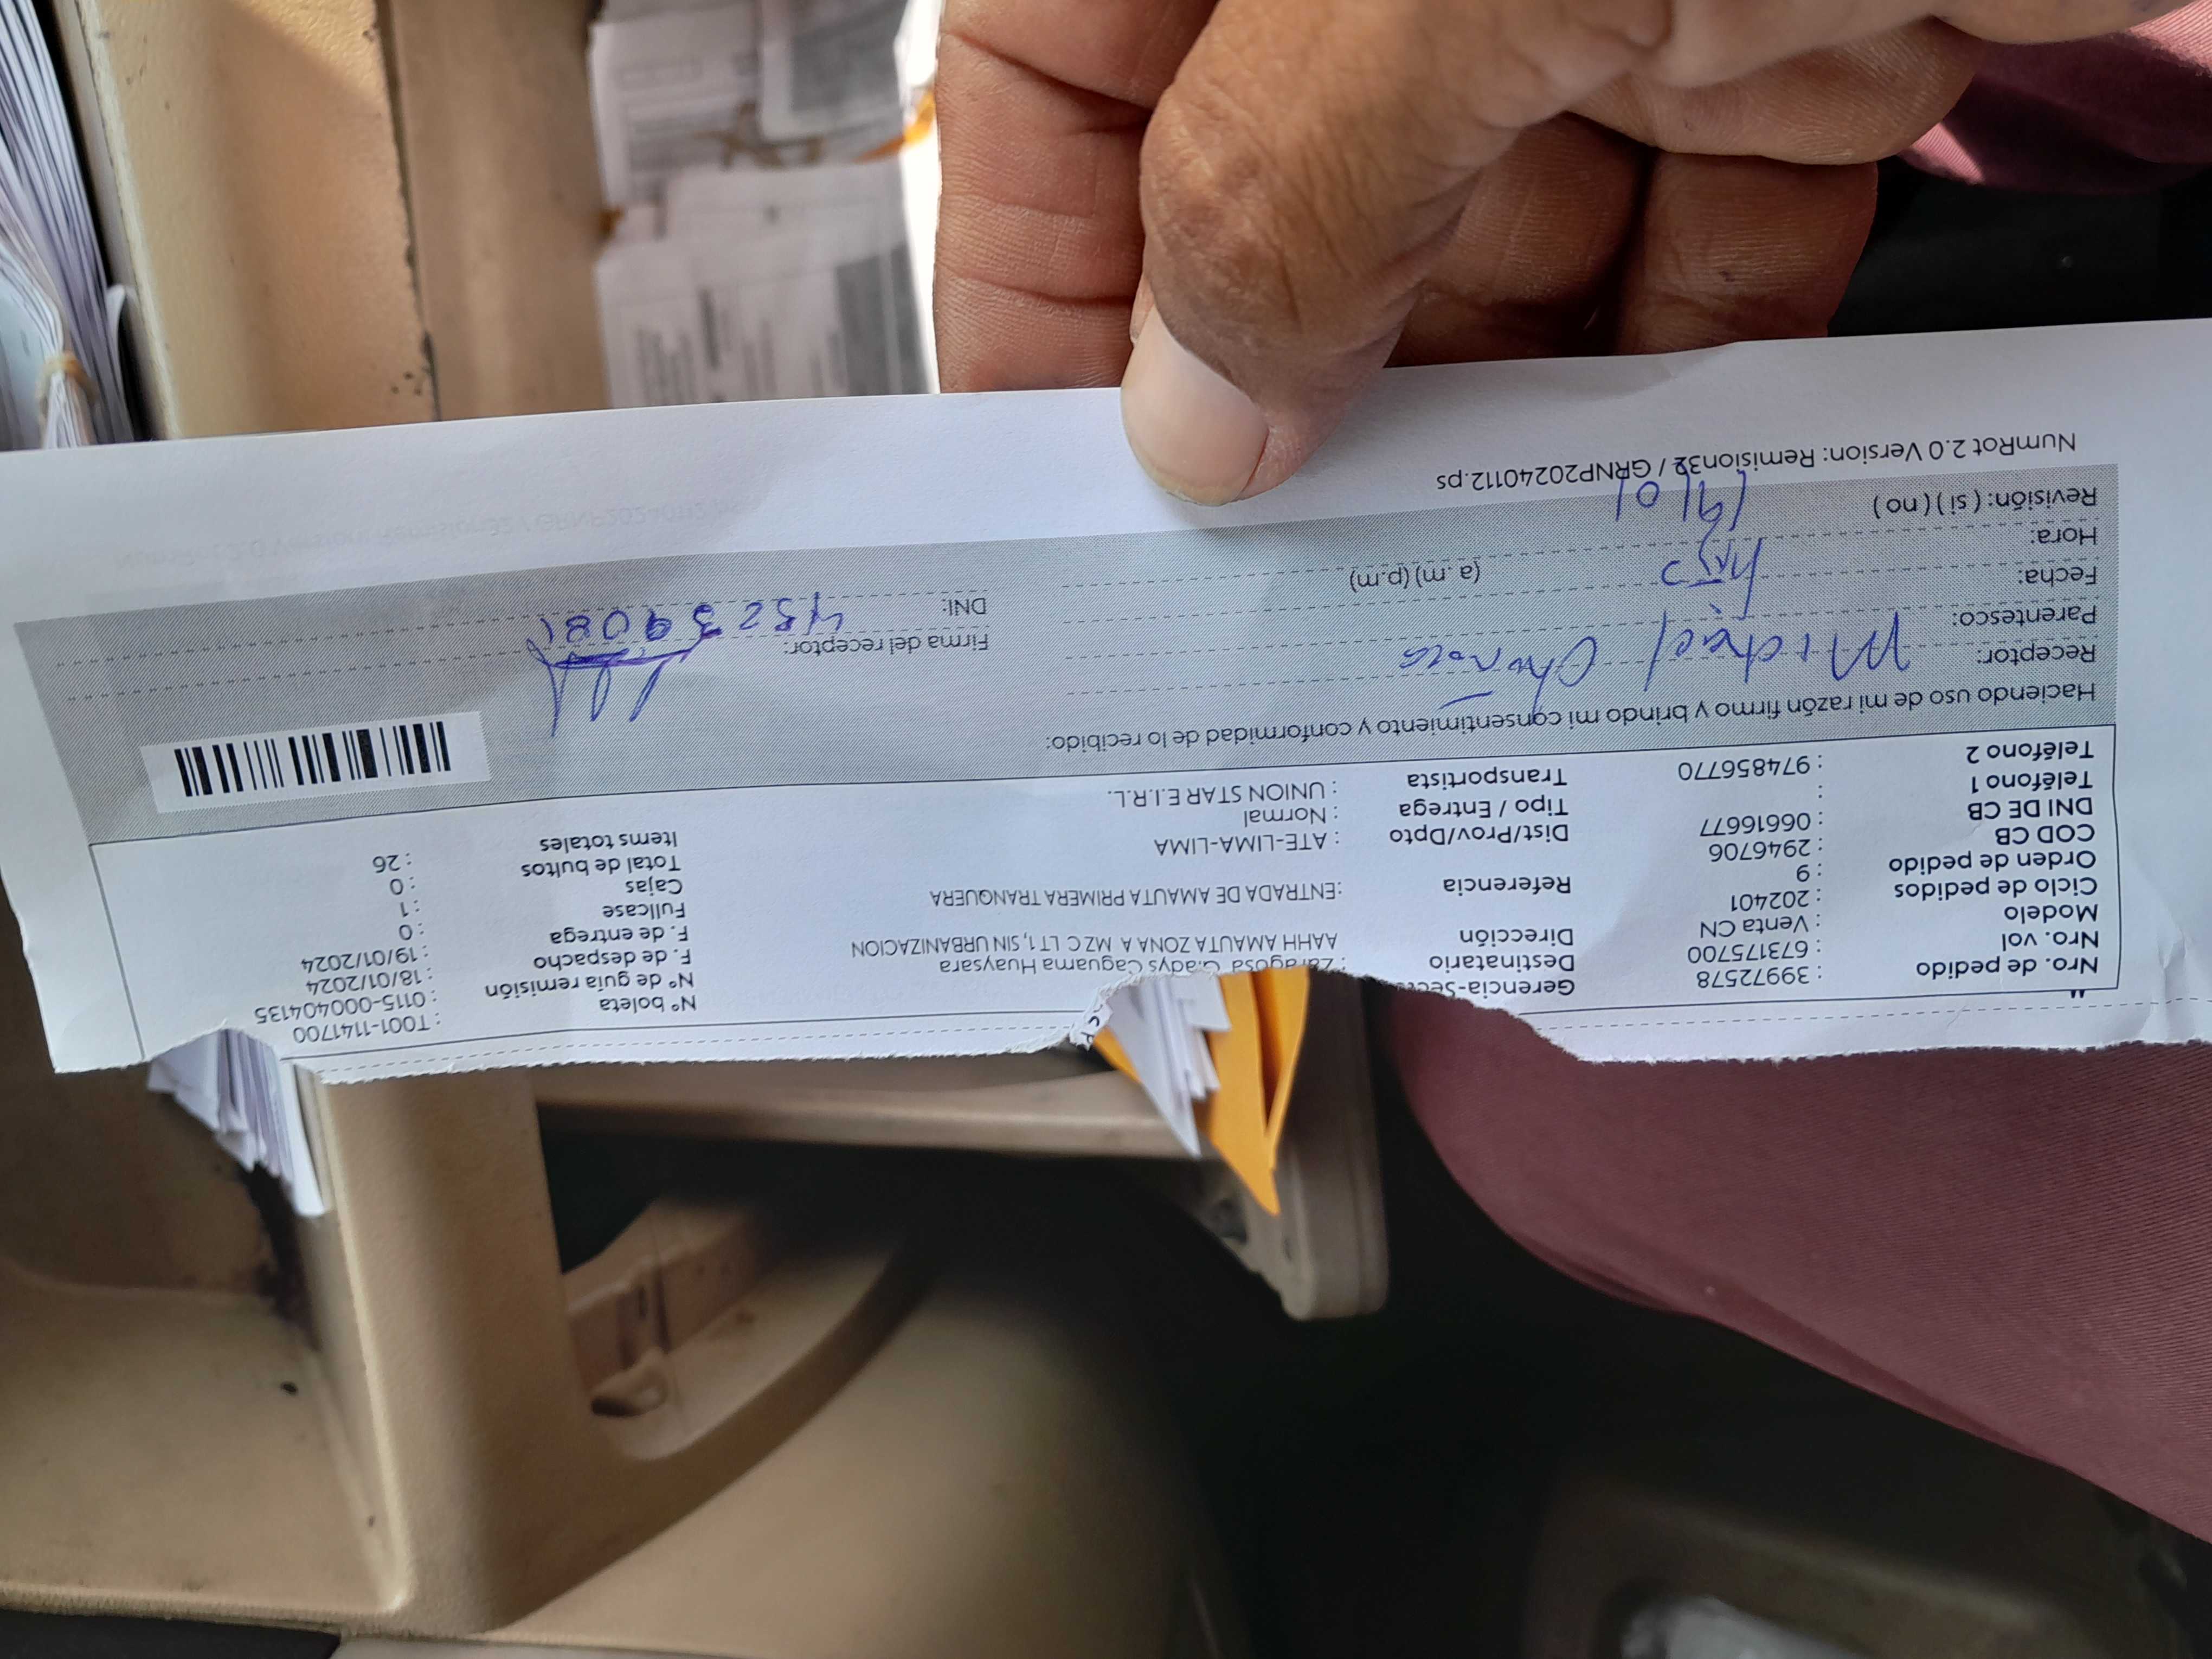 Nro. de pedido : 39972578
Nro. vol : 673175700
Modelo : Venta CN
Ciclo de pedidos : 202401
Orden de pedido : 9
COD CB : 2946706
DNI DE CB : 06616677
Teléfono 1 :
Teléfono 2 : 974856770
Gerencia-Secc : Zaragosa
Destinatario Gladys Caguama Huaysara
Dirección AAHH AMAUTA ZONA A MZ C LT 1, SIN URBANIZACION
Referencia :ENTRADA DE AMAUTA PRIMERA TRANQUERA
Dist/Prov/Dpto : ATE-LIMA-LIMA
Tipo / Entrega : Normal
Transportista : UNION STAR E.I.R.L.
N° boleta : T001-1141700
N° de guía remisión : 0115-000404135
F. de despacho : 18/01/2024
F. de entrega : 19/01/2024
Fullcase : 0
Cajas : 1
Total de bultos : 0
Items totales : 26
Haciendo uso de mi razón firmo y brindo mi consentimiento y conformidad de lo recibido:
Receptor: Michael
Parentesco: hijo
Fecha: 19/01
Hora: (a.m) (p.m)
Revisión: ( si ) ( no )
Firma del receptor:
DNI:
NumRot 2.0 Version: Remision32 / GRNP20240112.ps